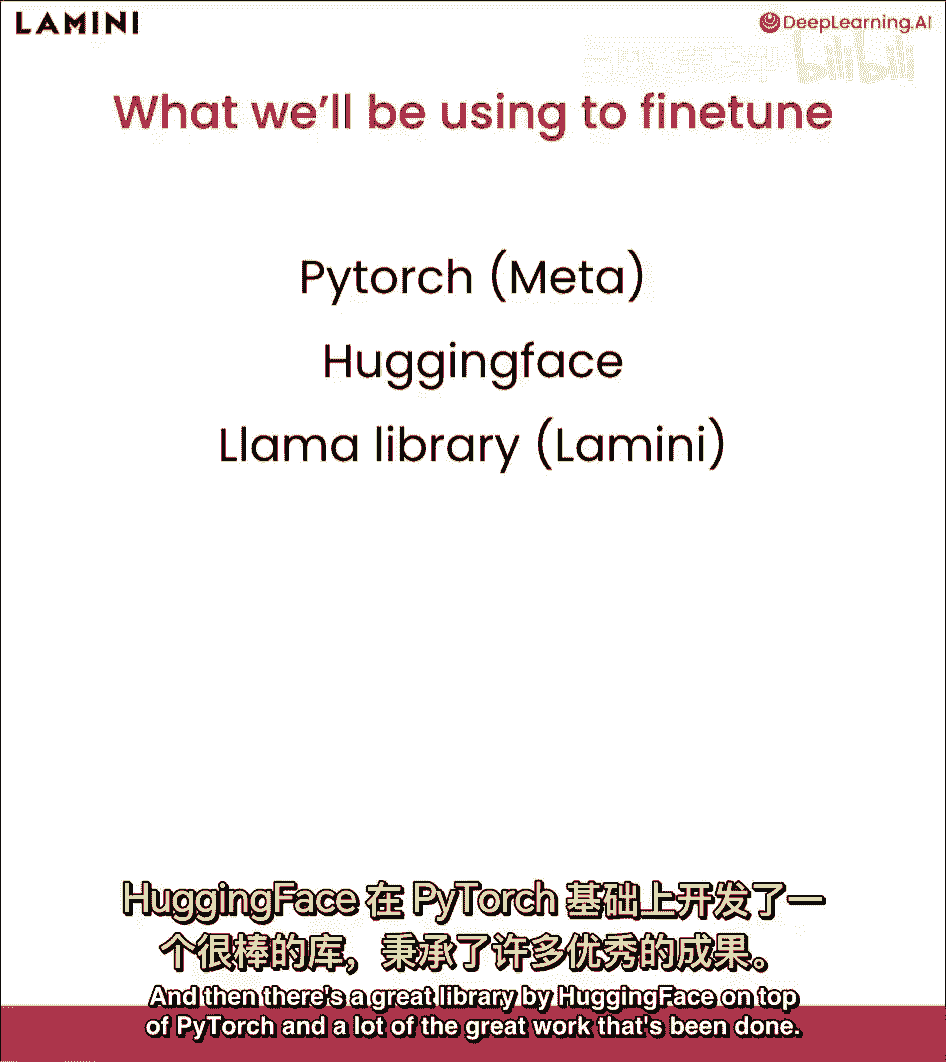 LAMINI
DeepLearning.AI
bilibili
What we'll be using to finetune
Pytorch (Meta)
Huggingface
Llama library (Lamini)
HuggingFace 在 PyTorch 基础上开发了一
个很棒的库，秉承了许多优秀的成果。
And then there's a great library by HuggingFace on top
of PyTorch and a lot of the great work that's been done.